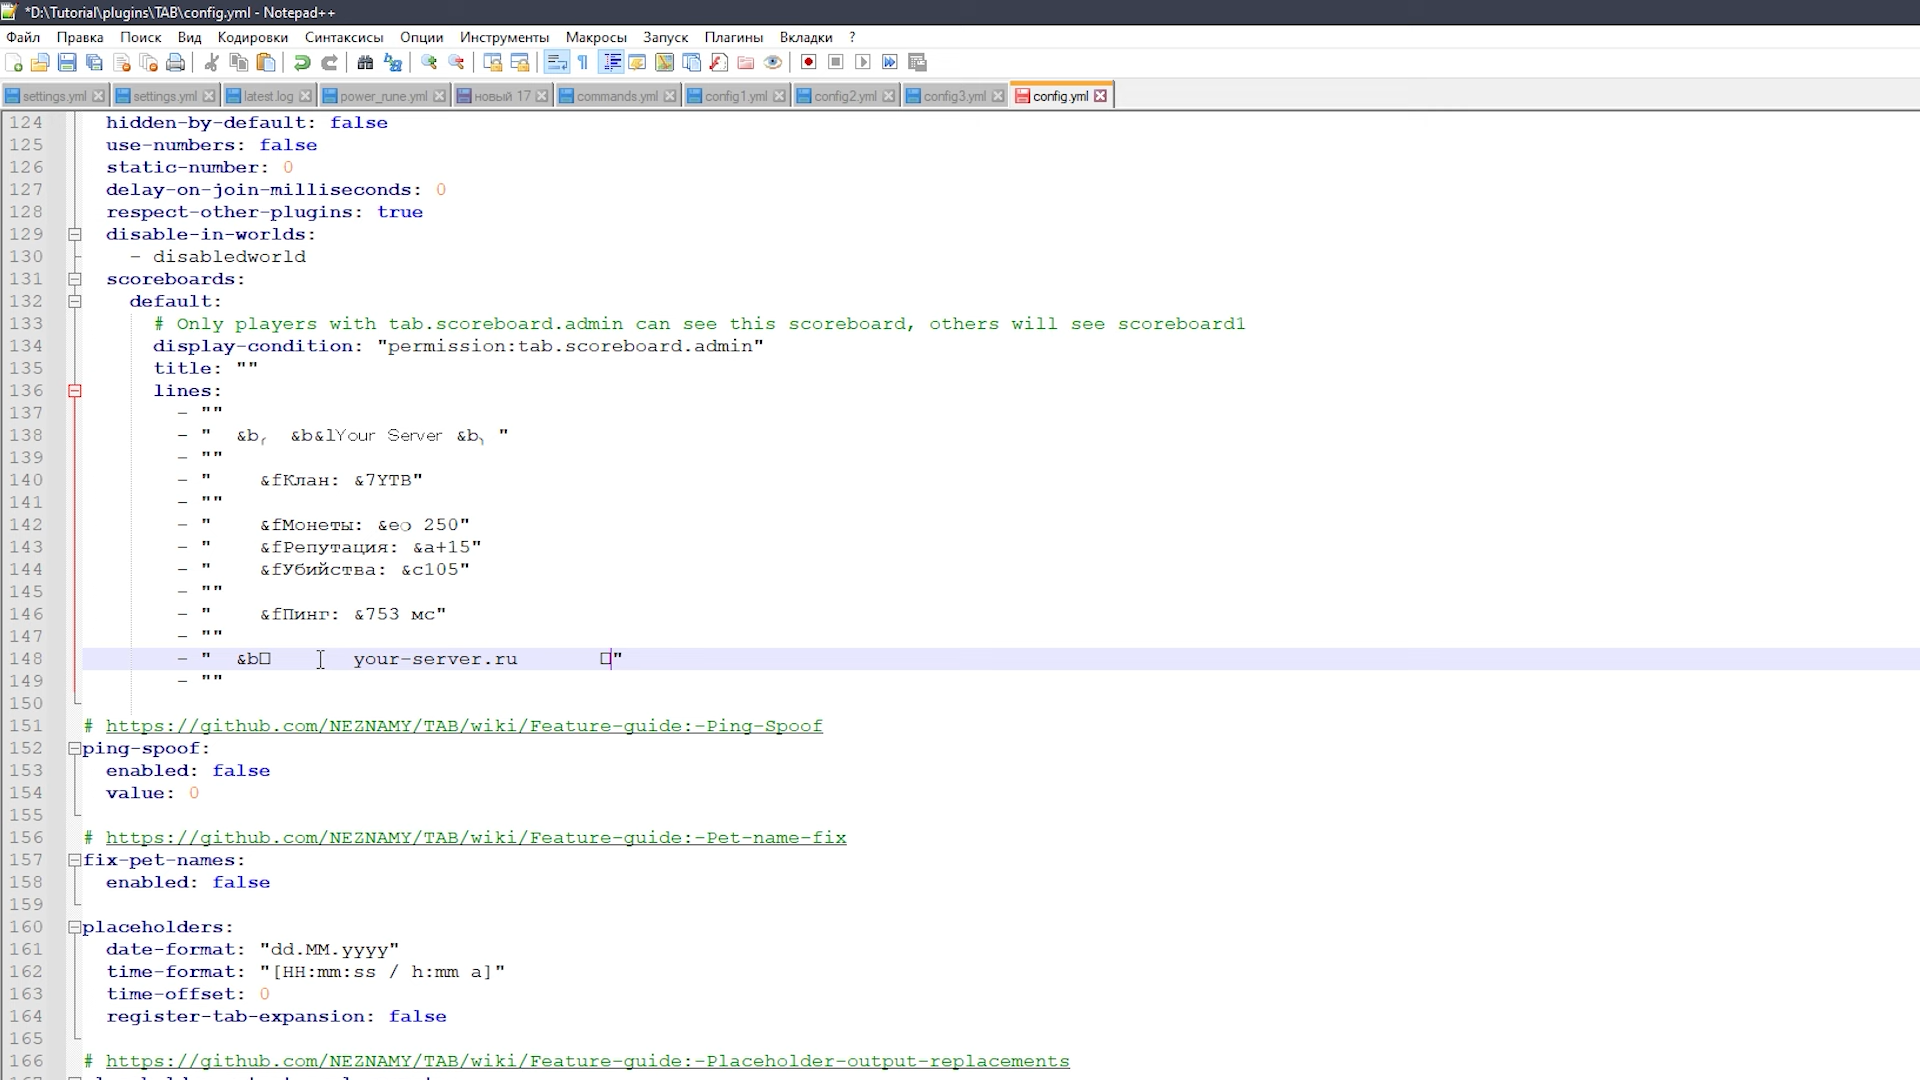 *D:\Tutorial\plugins\TAB\config.yml - Notepad++
Файл Правка Поиск Вид Кодировки Синтаксисы Опции Инструменты Макросы Запуск Плагины Вкладки ?
settings.yml settings.yml latest.log power_rune.yml новый 17 commands.yml config1.yml config2.yml config3.yml config.yml
124 hidden-by-default: false
125 use-numbers: false
126 static-number: 0
127 delay-on-join-milliseconds: 0
128 respect-other-plugins: true
129 disable-in-worlds:
130 - disabledworld
131 scoreboards:
132 default:
133 # Only players with tab.scoreboard.admin can see this scoreboard, others will see scoreboard1
134 display-condition: "permission:tab.scoreboard.admin"
135 title: ""
136 lines:
137 - ""
138 - "  &b╭  &b&lYour Server &b╮ "
139 - ""
140 - "    &fКлан: &7YTB"
141 - ""
142 - "    &fМонеты: &e❍ 250"
143 - "    &fРепутация: &a+15"
144 - "    &fУбийства: &c105"
145 - ""
146 - "    &fПинг: &753 мс"
147 - ""
148 - "  &b□       your-server.ru       □"
149 - ""
150
151 # https://github.com/NEZNAMY/TAB/wiki/Feature-guide:-Ping-Spoof
152 ping-spoof:
153 enabled: false
154 value: 0
155
156 # https://github.com/NEZNAMY/TAB/wiki/Feature-guide:-Pet-name-fix
157 fix-pet-names:
158 enabled: false
159
160 placeholders:
161 date-format: "dd.MM.yyyy"
162 time-format: "[HH:mm:ss / h:mm a]"
163 time-offset: 0
164 register-tab-expansion: false
165
166 # https://github.com/NEZNAMY/TAB/wiki/Feature-guide:-Placeholder-output-replacements